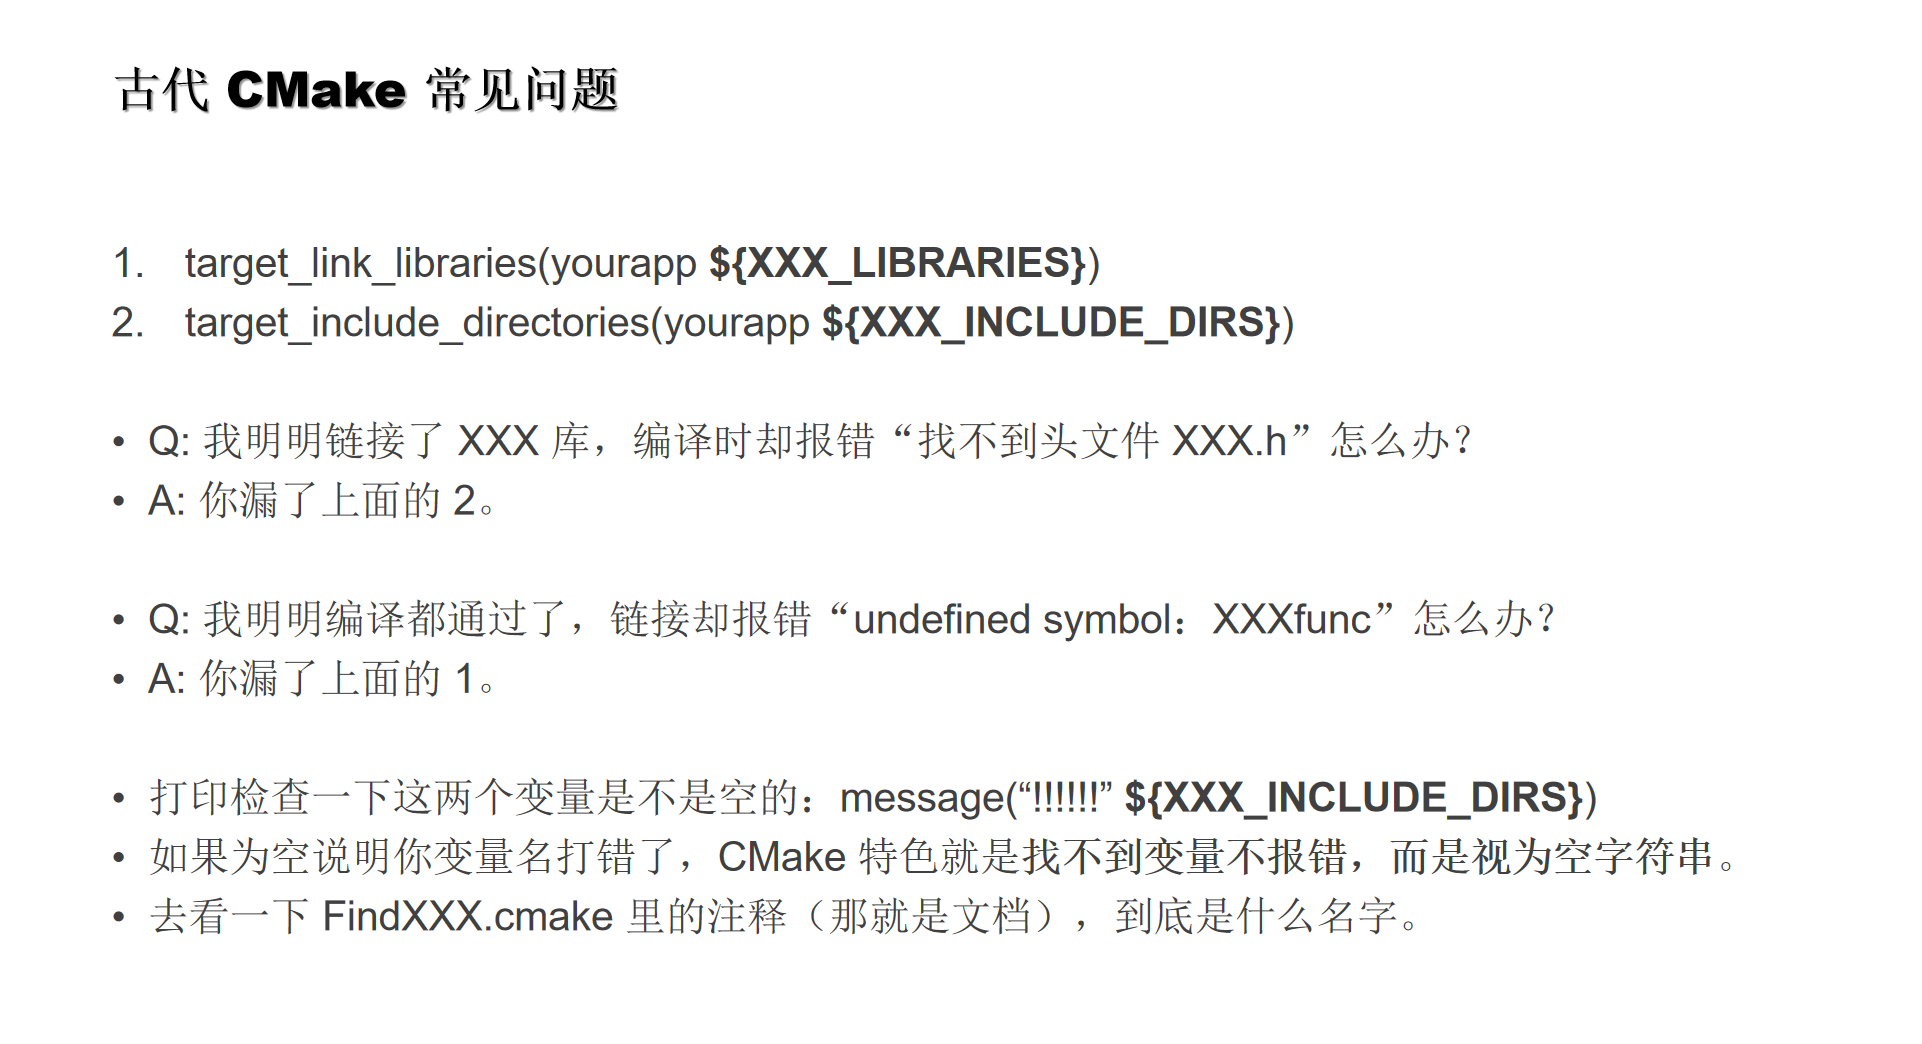 古代 CMake 常见问题
1. target_link_libraries(yourapp ${XXX_LIBRARIES})
2. target_include_directories(yourapp ${XXX_INCLUDE_DIRS})
• Q: 我明明链接了 XXX 库，编译时却报错“找不到头文件 XXX.h”怎么办？
• A: 你漏了上面的 2。
• Q: 我明明编译都通过了，链接却报错“undefined symbol：XXXfunc”怎么办？
• A: 你漏了上面的 1。
• 打印检查一下这两个变量是不是空的：message(“!!!!!!” ${XXX_INCLUDE_DIRS})
• 如果为空说明你变量名打错了，CMake 特色就是找不到变量不报错，而是视为空字符串。
• 去看一下 FindXXX.cmake 里的注释（那就是文档），到底是什么名字。